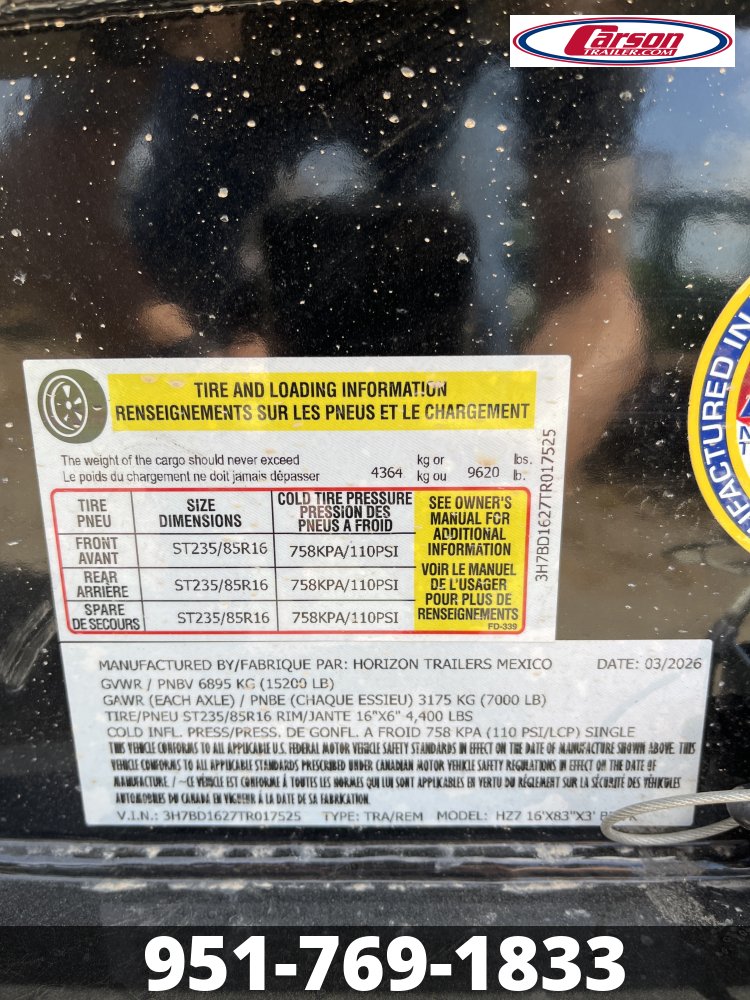 Carson
TRAILER.COM
TIRE AND LOADING INFORMATION
RENSEIGNEMENTS SUR LES PNEUS ET LE CHARGEMENT
The weight of the cargo should never exceed kg or lbs.
Le poids du chargement ne doit jamais dépasser 4364 kg ou 9620 lb.
TIRE SIZE COLD TIRE PRESSURE
PNEU DIMENSIONS PRESSION DES
PNEUS A FROID
FRONT
AVANT ST235/85R16 758KPA/110PSI
REAR
ARRIÈRE ST235/85R16 758KPA/110PSI
SPARE
DE SECOURS ST235/85R16 758KPA/110PSI
SEE OWNER'S
MANUAL FOR
ADDITIONAL
INFORMATION
VOIR LE MANUEL
DE L'USAGER
POUR PLUS DE
RENSEIGNEMENTS
FD-339
3H7BD1627TR017525
MANUFACTURED BY/FABRIQUE PAR: HORIZON TRAILERS MEXICO DATE: 03/2026
GVWR / PNBV 6895 KG (15200 LB)
GAWR (EACH AXLE) / PNBE (CHAQUE ESSIEU) 3175 KG (7000 LB)
TIRE/PNEU ST235/85R16 RIM/JANTE 16"X6" 4,400 LBS
COLD INFL. PRESS/PRESS. DE GONFL. A FROID 758 KPA (110 PSI/LCP) SINGLE
THIS VEHICLE CONFORMS TO ALL APPLICABLE U.S. FEDERAL MOTOR VEHICLE SAFETY STANDARDS IN EFFECT ON THE DATE OF MANUFACTURE SHOWN ABOVE. THIS
VEHICLE CONFORMS TO ALL APPLICABLE STANDARDS PRESCRIBED UNDER CANADIAN MOTOR VEHICLE SAFETY REGULATIONS IN EFFECT ON THE DATE OF
MANUFACTURE. / ~CE VÉHICLE EST CONFORME À TOUTES LES NORMES QUI LUI SONT APPLICABLES EN VERTU DU RÈGLEMENT SUR LA SÉCURITÉ DES VÉHICULES
AUTOMOBILES DU CANADA EN VIGUEUR À LA DATE DE SA FABRICATION.
V.I.N.: 3H7BD1627TR017525 TYPE: TRA/REM MODEL: HZ7 16'X83"X3'
IFACTURED IN
951-769-1833